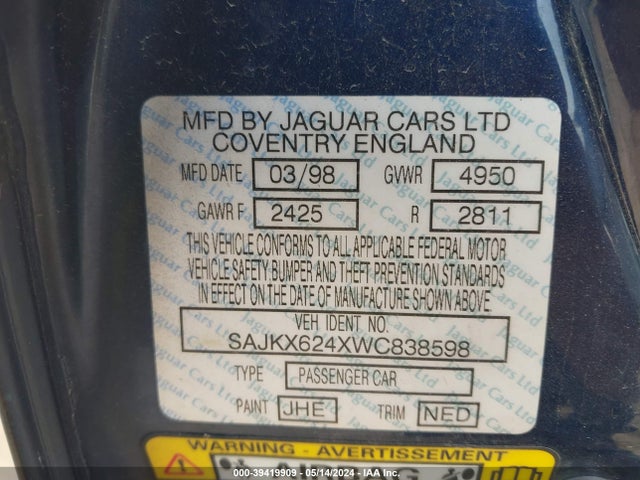 MFD BY JAGUAR CARS LTD
COVENTRY ENGLAND
MFD DATE 03/98 GVWR 4950
GAWR F 2425 R 2811
THIS VEHICLE CONFORMS TO ALL APPLICABLE FEDERAL MOTOR
VEHICLE SAFETY, BUMPER AND THEFT PREVENTION STANDARDS
IN EFFECT ON THE DATE OF MANUFACTURE SHOWN ABOVE.
VEH IDENT NO.
SAJKX624XWC838598
TYPE PASSENGER CAR
PAINT JHE TRIM NED
WARNING - AVERTISSEMENT
000-39419909 - 05/14/2024 - IAA Inc.